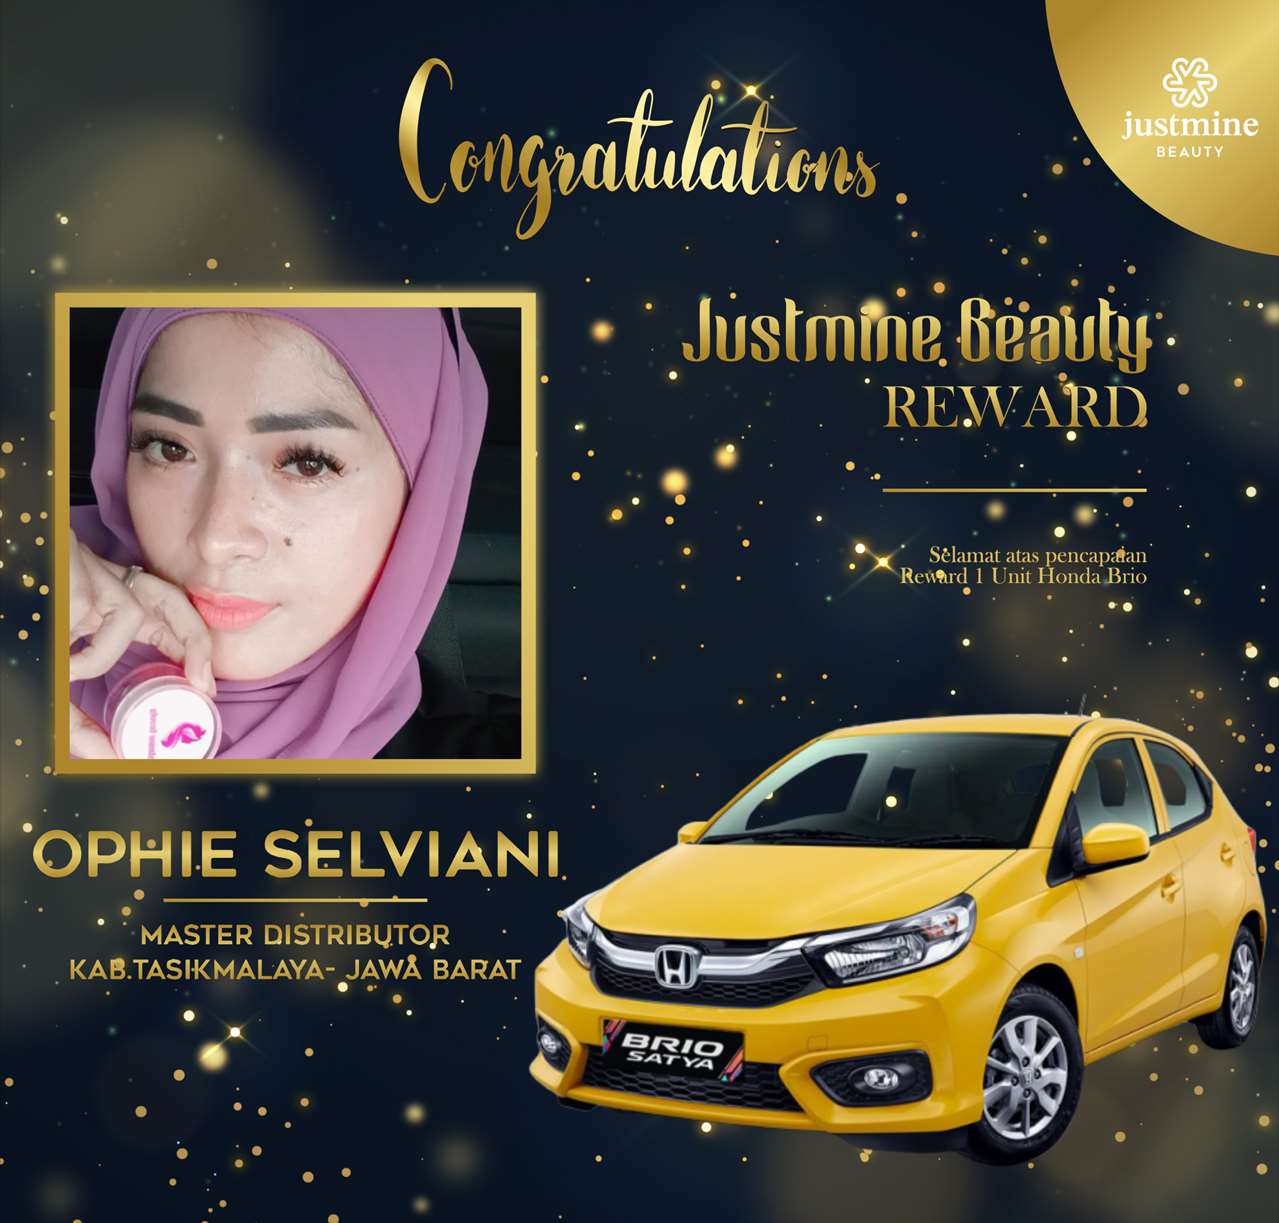 Congratulations
justmine
BEAUTY
Justmine Beauty
REWARD
Selamat atas pencapaian
Reward 1 Unit Honda Brio
OPHIE SELVIANI
MASTER DISTRIBUTOR
KAB.TASIKMALAYA- JAWA BARAT
BRIO
SATYA